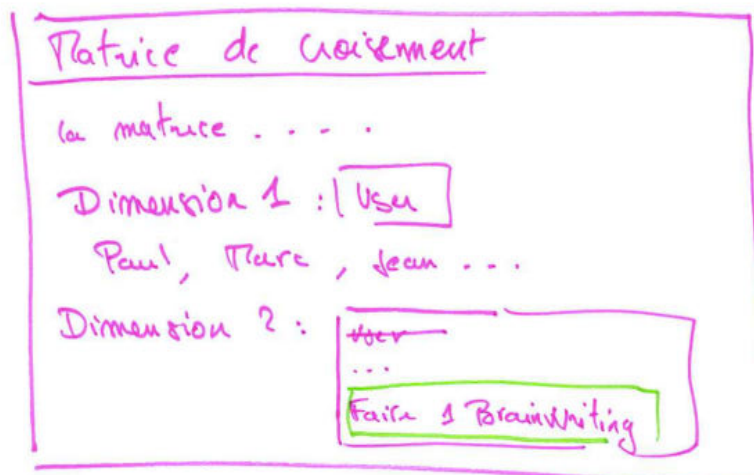 Matrice de croisement
la matrice . . . .
Dimension 1 : User
Paul, Marc, Jean ...
Dimension 2 :
User
...
Faire 1 BrainWriting